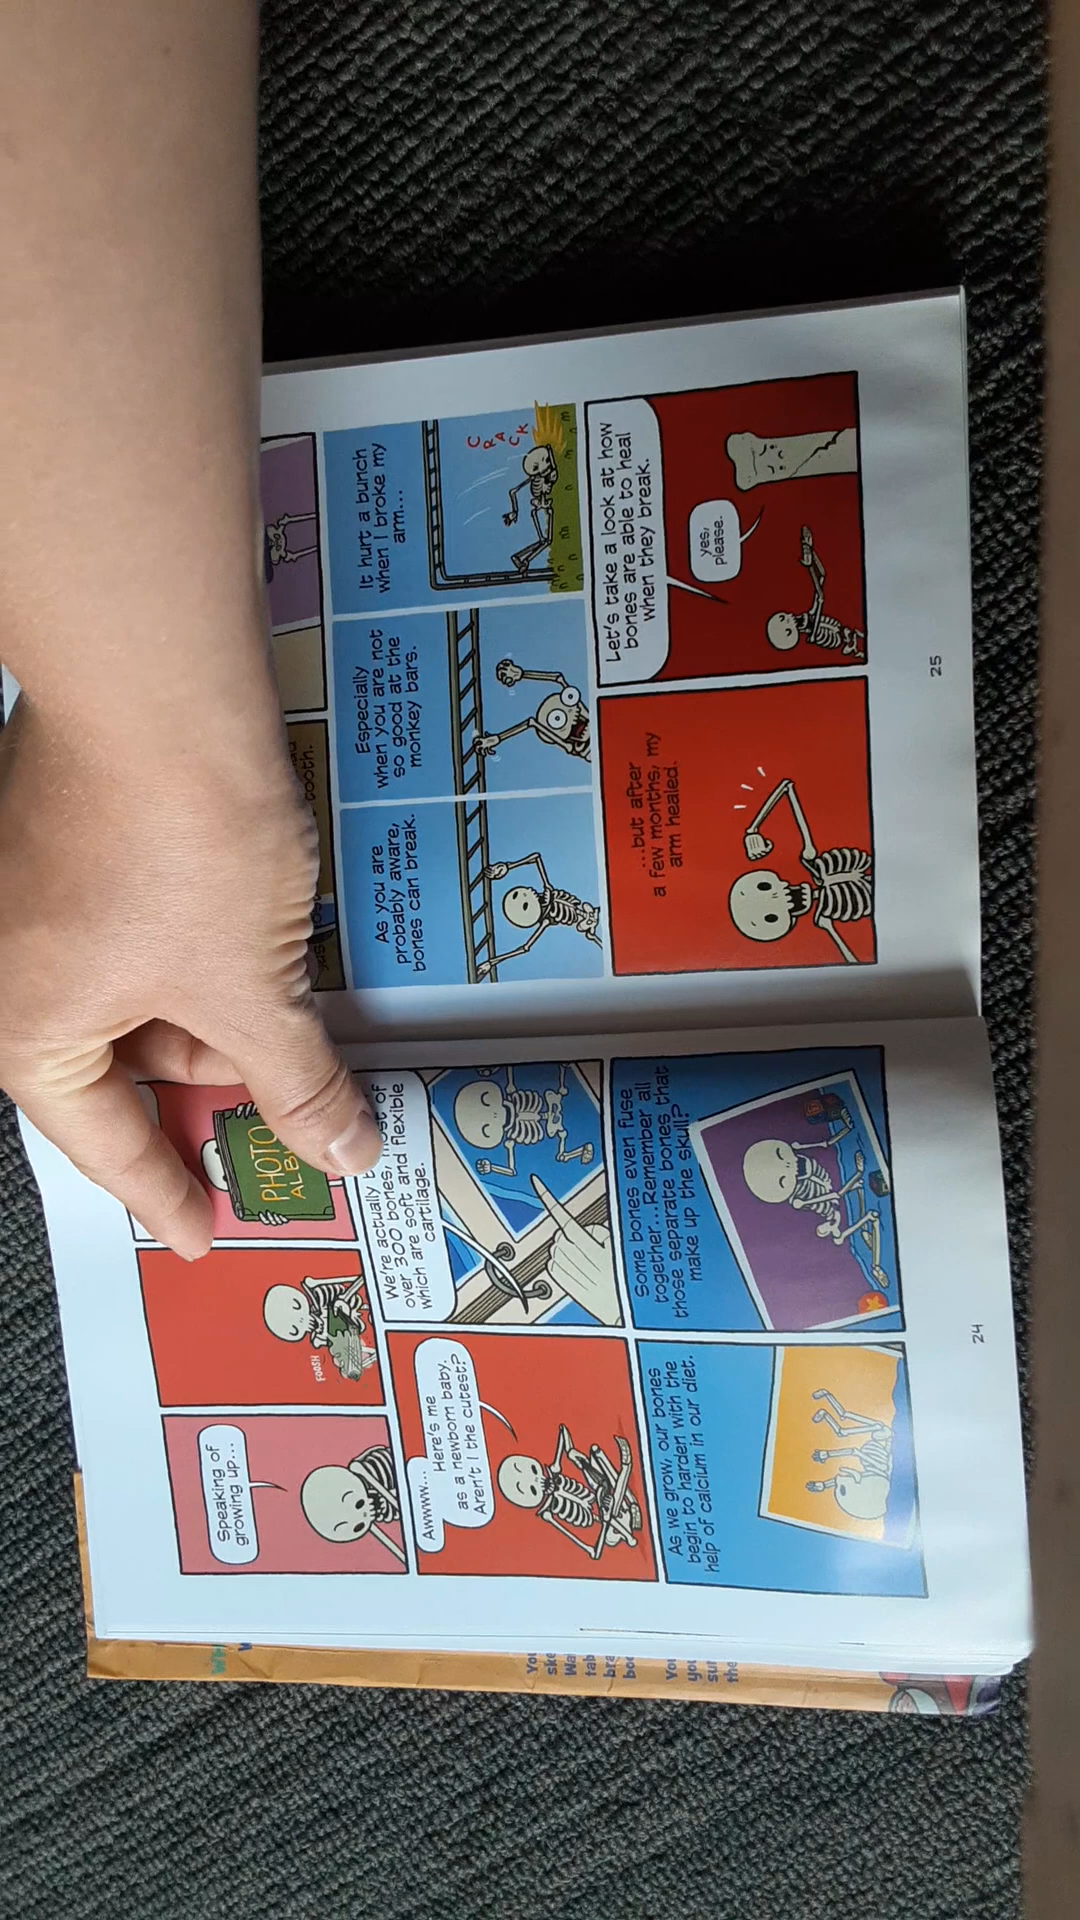 Speaking of
growing up...
FOOSH
PHOTO
Awwww... Here's me
as a newborn baby.
Aren't I the cutest?
We're actually
over 300 bones, most of
which are soft and flexible
cartilage.
As we grow, our bones
begin to harden with the
help of calcium in our diet.
Some bones even fuse
together...Remember all
those separate bones that
make up the skull?
24
tooth.
As you are
probably aware,
bones can break.
Especially
when you are not
so good at the
monkey bars.
It hurt a bunch
when I broke my
arm...
CRACK
...but after
a few months, my
arm healed.
Let's take a look at how
bones are able to heal
when they break.
yes,
please.
25